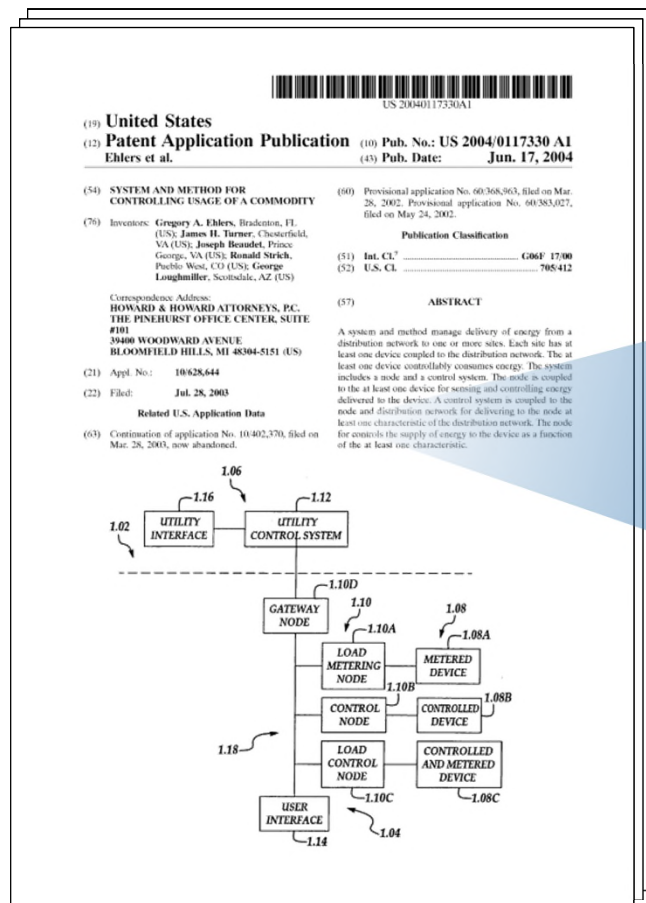 US 20040117330A1
(19) United States
(12) Patent Application Publication (10) Pub. No.: US 2004/0117330 A1
Ehlers et al. (43) Pub. Date: Jun. 17, 2004
(54) SYSTEM AND METHOD FOR
CONTROLLING USAGE OF A COMMODITY
(76) Inventors: Gregory A. Ehlers, Bradenton, FL
(US); James H. Turner, Chesterfield,
VA (US); Joseph Beaudet, Prince
George, VA (US); Ronald Strich,
Pueblo West, CO (US); George
Loughmiller, Scottsdale, AZ (US)
Correspondence Address:
HOWARD & HOWARD ATTORNEYS, P.C.
THE PINEHURST OFFICE CENTER, SUITE
#101
39400 WOODWARD AVENUE
BLOOMFIELD HILLS, MI 48304-5151 (US)
(21) Appl. No.: 10/628,644
(22) Filed: Jul. 28, 2003
Related U.S. Application Data
(63) Continuation of application No. 10/402,370, filed on
Mar. 28, 2003, now abandoned.
(60) Provisional application No. 60/368,963, filed on Mar.
28, 2002. Provisional application No. 60/383,027,
filed on May 24, 2002.
Publication Classification
(51) Int. Cl.7 ........................................ G06F 17/00
(52) U.S. Cl. ........................................ 705/412
(57) ABSTRACT
A system and method manage delivery of energy from a
distribution network to one or more sites. Each site has at
least one device coupled to the distribution network. The at
least one device controllably consumes energy. The system
includes a node and a control system. The node is coupled
to the at least one device for sensing and controlling energy
delivered to the device. A control system is coupled to the
node and distribution network for delivering to the node at
least one characteristic of the distribution network. The node
for controls the supply of energy to the device as a function
of the at least one characteristic.
1.06
1.16
1.12
1.02
UTILITY
INTERFACE
UTILITY
CONTROL SYSTEM
1.10D
GATEWAY
NODE
1.10
1.08
1.10A
1.08A
LOAD
METERING
NODE
METERED
DEVICE
1.10B
1.08B
CONTROL
NODE
CONTROLLED
DEVICE
1.18
LOAD
CONTROL
NODE
CONTROLLED
AND METERED
DEVICE
1.10C
1.08C
USER
INTERFACE
1.04
1.14